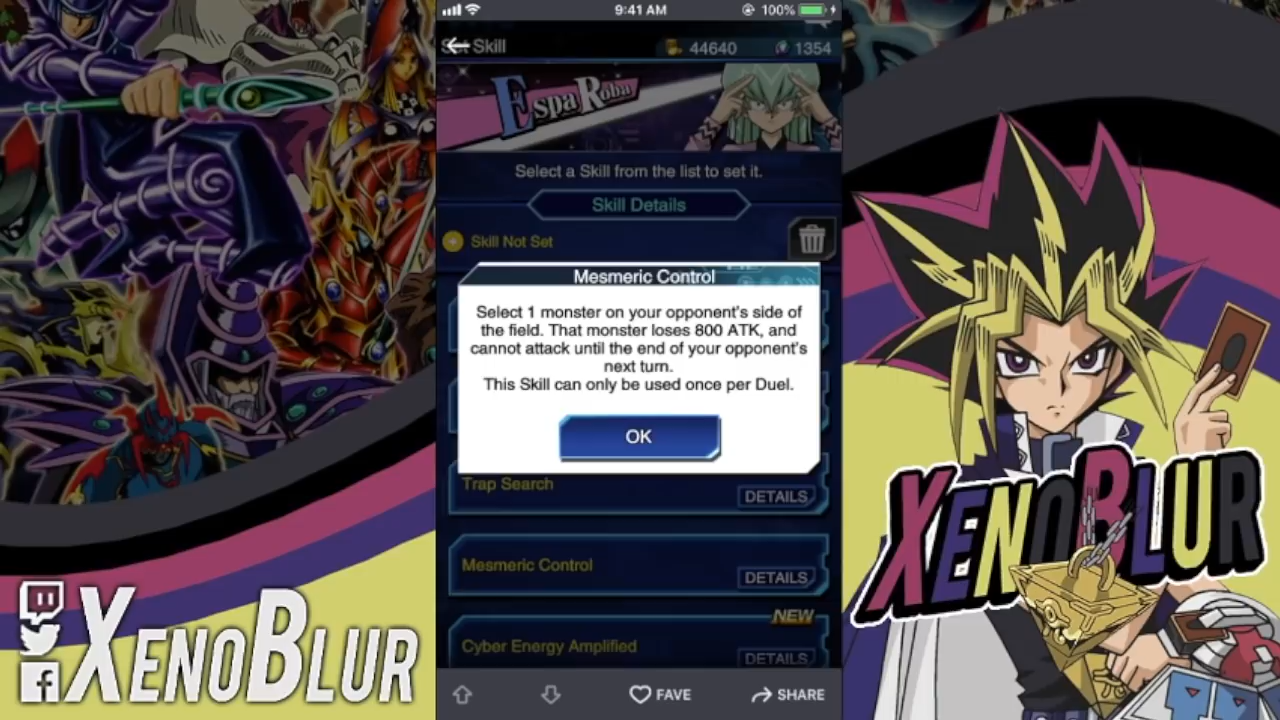 9:41 AM
100%
Set Skill
44640
1354
Espa Roba
Select a Skill from the list to set it.
Skill Details
Skill Not Set
Mesmeric Control
Select 1 monster on your opponent's side of
the field. That monster loses 800 ATK, and
cannot attack until the end of your opponent's
next turn.
This Skill can only be used once per Duel.
OK
Trap Search
DETAILS
Mesmeric Control
DETAILS
NEW
Cyber Energy Amplified
DETAILS
FAVE
SHARE
XENOBLUR
XENOBLUR